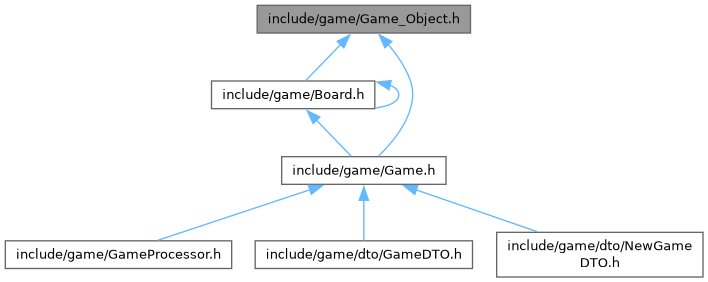 include/game/Game_Object.h
include/game/Board.h
include/game/Game.h
include/game/GameProcessor.h
include/game/dto/GameDTO.h
include/game/dto/NewGame
DTO.h